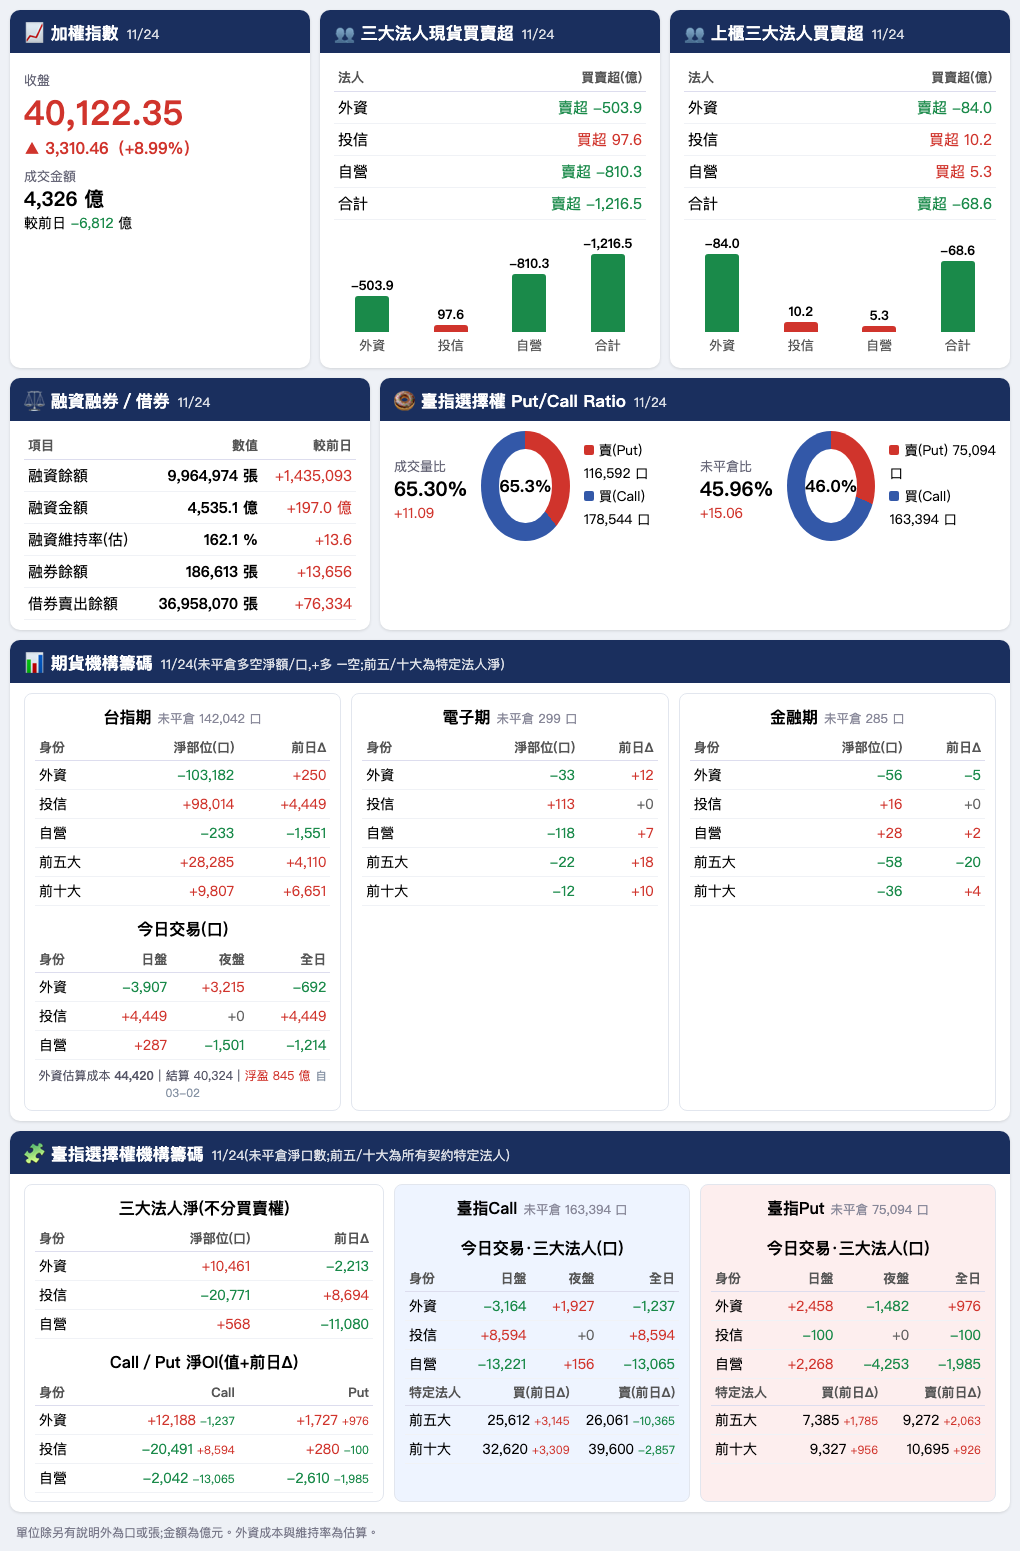 加權指數 11/24
收盤
40,122.35
▲ 3,310.46（+8.99%）
成交金額
4,326 億
較前日 −6,812 億
三大法人現貨買賣超 11/24
法人 買賣超(億)
外資 賣超 −503.9
投信 買超 97.6
自營 賣超 −810.3
合計 賣超 −1,216.5
−503.9 97.6 −810.3 −1,216.5
外資 投信 自營 合計
上櫃三大法人買賣超 11/24
法人 買賣超(億)
外資 賣超 −84.0
投信 買超 10.2
自營 買超 5.3
合計 賣超 −68.6
−84.0 10.2 5.3 −68.6
外資 投信 自營 合計
融資融券 / 借券 11/24
項目 數值 較前日
融資餘額 9,964,974 張 +1,435,093
融資金額 4,535.1 億 +197.0 億
融資維持率(估) 162.1 % +13.6
融券餘額 186,613 張 +13,656
借券賣出餘額 36,958,070 張 +76,334
臺指選擇權 Put/Call Ratio 11/24
成交量比
65.30%
+11.09
65.3%
賣(Put)
116,592 口
買(Call)
178,544 口
未平倉比
45.96%
+15.06
46.0%
賣(Put) 75,094
口
買(Call)
163,394 口
期貨機構籌碼 11/24(未平倉多空淨額/口,+多 −空;前五/十大為特定法人淨)
台指期 未平倉 142,042 口
身份 淨部位(口) 前日Δ
外資 −103,182 +250
投信 +98,014 +4,449
自營 −233 −1,551
前五大 +28,285 +4,110
前十大 +9,807 +6,651
今日交易(口)
身份 日盤 夜盤 全日
外資 −3,907 +3,215 −692
投信 +4,449 +0 +4,449
自營 +287 −1,501 −1,214
外資估算成本 44,420｜結算 40,324｜浮盈 845 億 自
03-02
電子期 未平倉 299 口
身份 淨部位(口) 前日Δ
外資 −33 +12
投信 +113 +0
自營 −118 +7
前五大 −22 +18
前十大 −12 +10
金融期 未平倉 285 口
身份 淨部位(口) 前日Δ
外資 −56 −5
投信 +16 +0
自營 +28 +2
前五大 −58 −20
前十大 −36 +4
臺指選擇權機構籌碼 11/24(未平倉淨口數;前五/十大為所有契約特定法人)
三大法人淨(不分買賣權)
身份 淨部位(口) 前日Δ
外資 +10,461 −2,213
投信 −20,771 +8,694
自營 +568 −11,080
Call / Put 淨OI(值+前日Δ)
身份 Call Put
外資 +12,188 −1,237 +1,727 +976
投信 −20,491 +8,594 +280 −100
自營 −2,042 −13,065 −2,610 −1,985
臺指Call 未平倉 163,394 口
今日交易·三大法人(口)
身份 日盤 夜盤 全日
外資 −3,164 +1,927 −1,237
投信 +8,594 +0 +8,594
自營 −13,221 +156 −13,065
特定法人 買(前日Δ) 賣(前日Δ)
前五大 25,612 +3,145 26,061 −10,365
前十大 32,620 +3,309 39,600 −2,857
臺指Put 未平倉 75,094 口
今日交易·三大法人(口)
身份 日盤 夜盤 全日
外資 +2,458 −1,482 +976
投信 −100 +0 −100
自營 +2,268 −4,253 −1,985
特定法人 買(前日Δ) 賣(前日Δ)
前五大 7,385 +1,785 9,272 +2,063
前十大 9,327 +956 10,695 +926
單位除另有說明外為口或張;金額為億元。外資成本與維持率為估算。